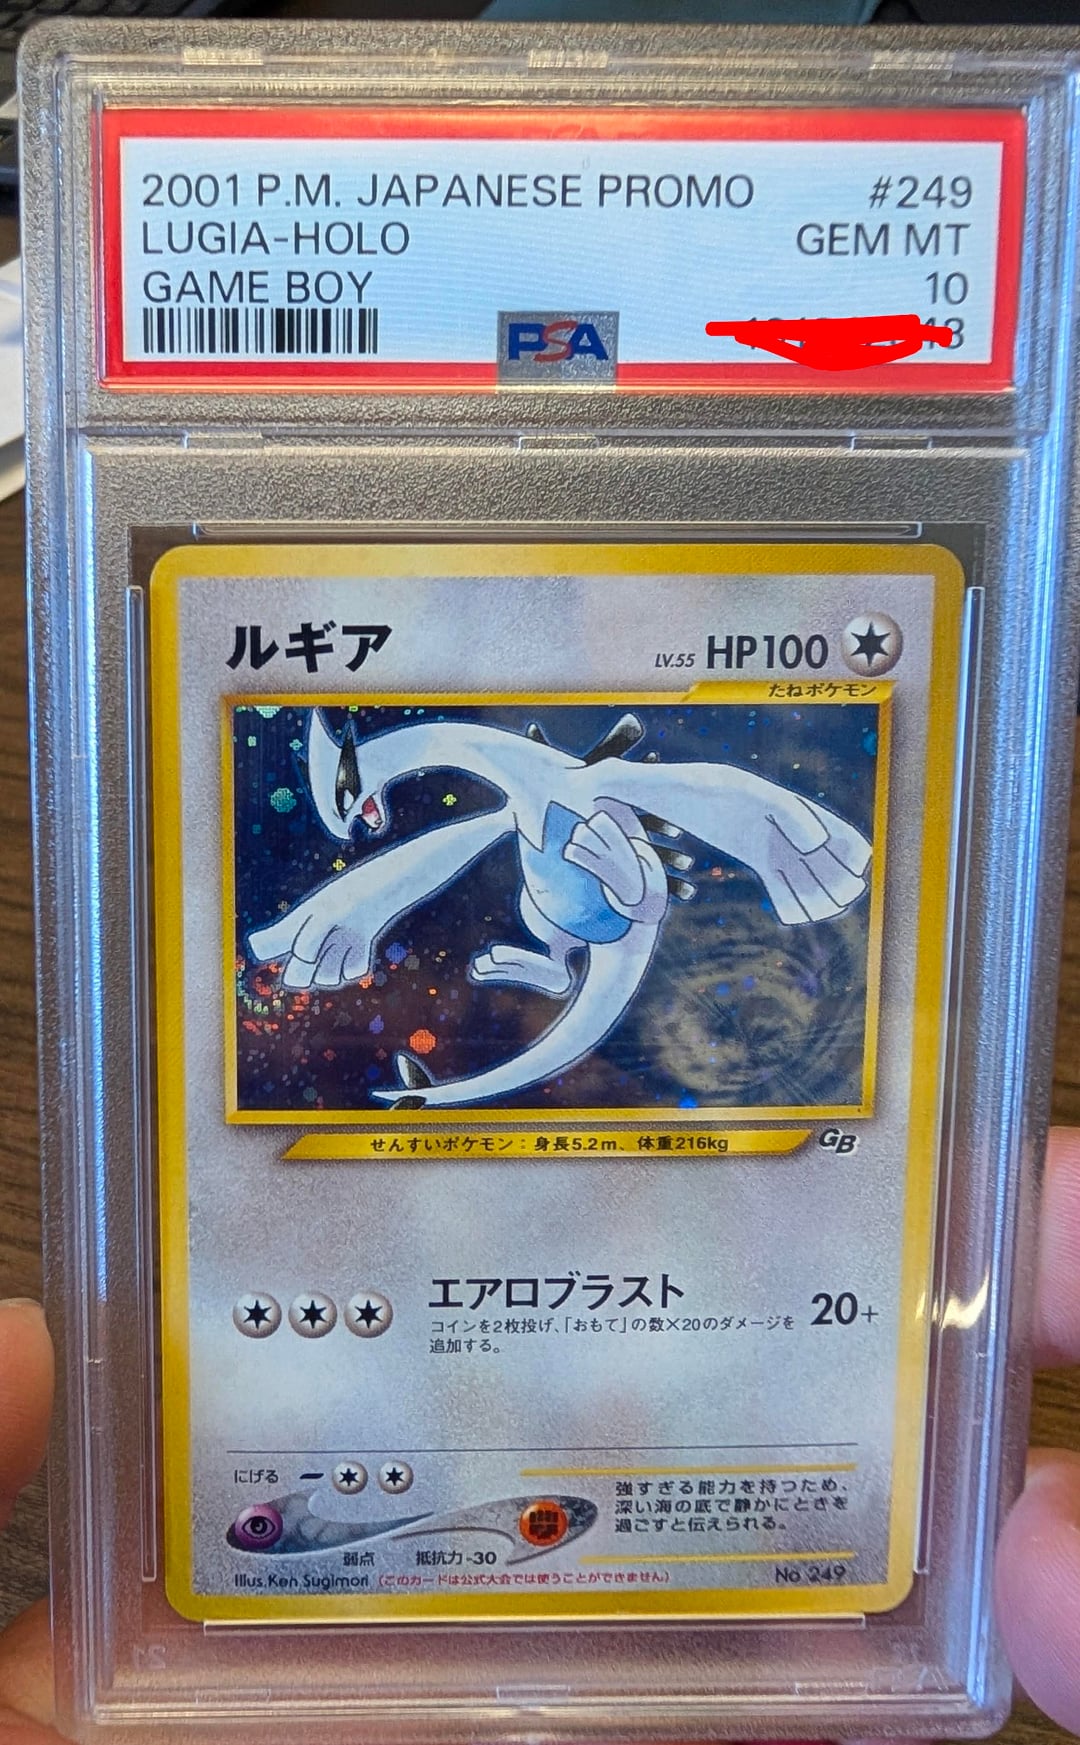 2001 P.M. JAPANESE PROMO #249
LUGIA-HOLO GEM MT
GAME BOY 10
PSA
ルギア LV.55 HP100
たねポケモン
せんすいポケモン：身長5.2m、体重216kg GB
エアロブラスト 20+
コインを2枚投げ、「おもて」の数×20のダメージを
追加する。
にげる
強すぎる能力を持つため、
深い海の底で静かにときを
過ごすと伝えられる。
弱点 抵抗力 -30
Illus.Ken Sugimori (このカードは公式大会では使うことができません) No 249